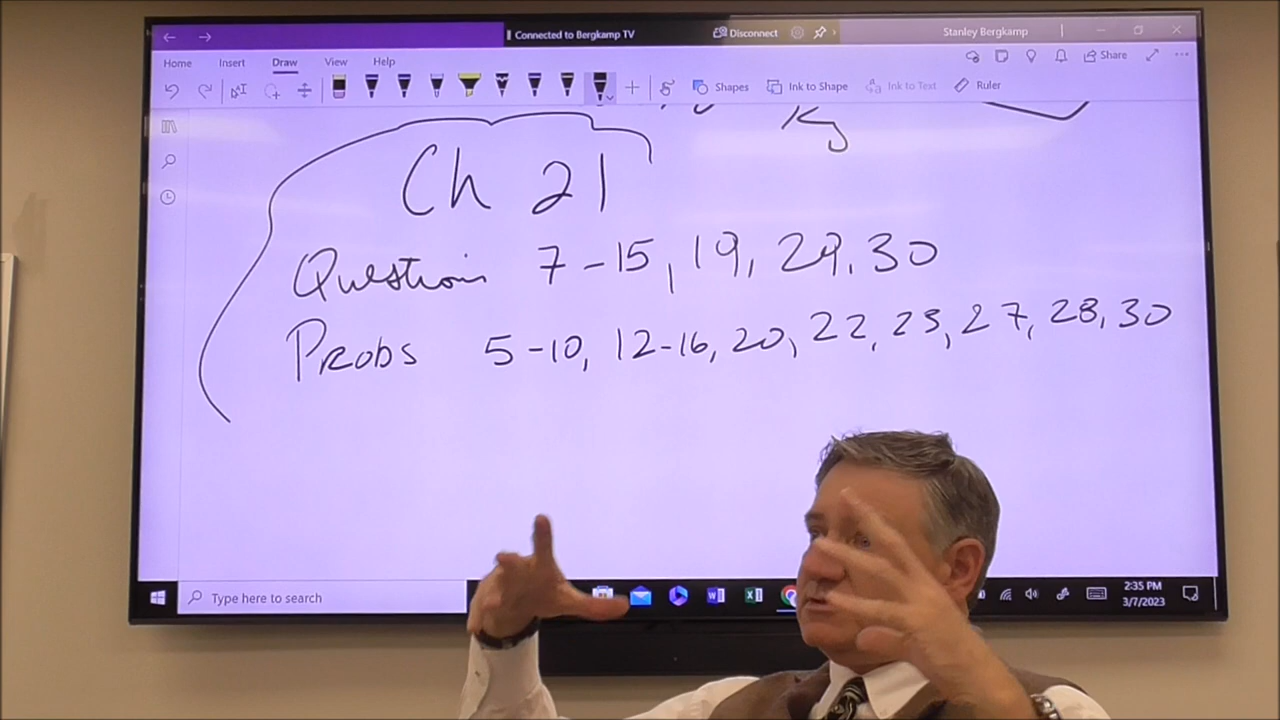 Connected to Bergkamp TV
Disconnect
Stanley Bergkamp
Home Insert Draw View Help
Share
Shapes Ink to Shape Ink to Text Ruler
Kg
Ch 21
Questions 7-15, 19, 29, 30
Probs 5-10, 12-16, 20, 22, 23, 27, 28, 30
Type here to search
2:35 PM
3/7/2023